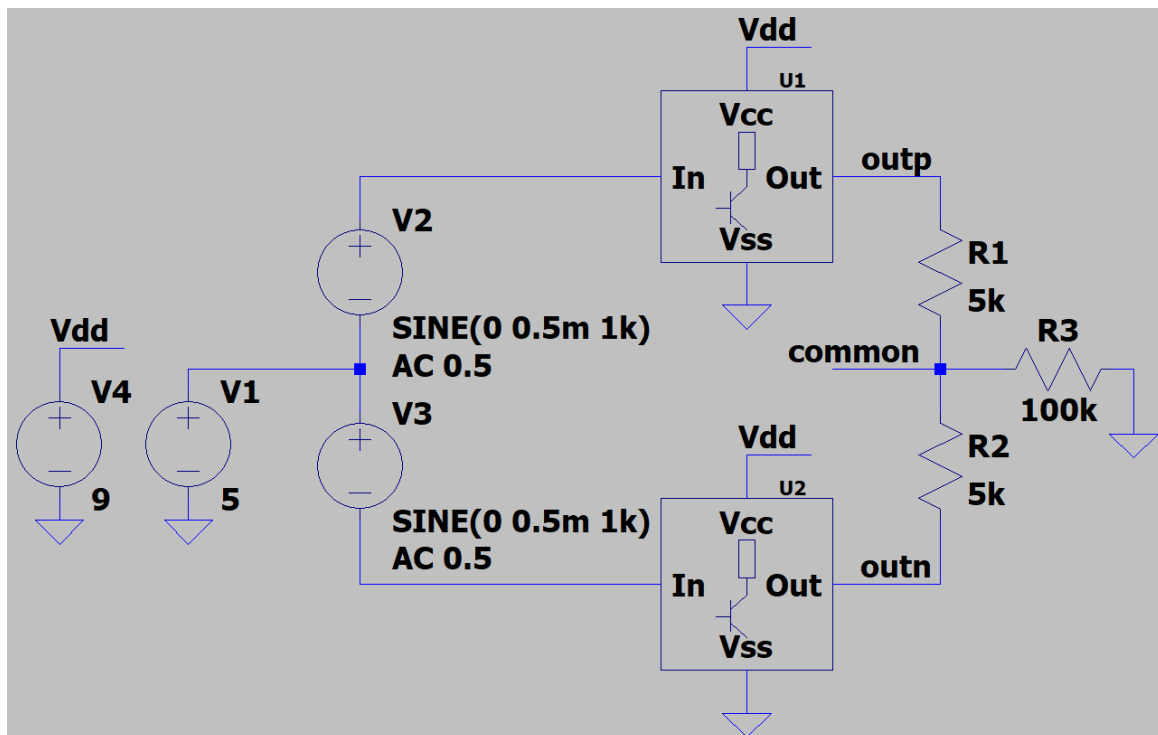 Vdd
U1
Vcc
In Out
Vss
outp
V2
SINE(0 0.5m 1k)
AC 0.5
R1
5k
R3
100k
common
Vdd
V4
9
V1
5
V3
SINE(0 0.5m 1k)
AC 0.5
Vdd
U2
Vcc
In Out
Vss
outn
R2
5k